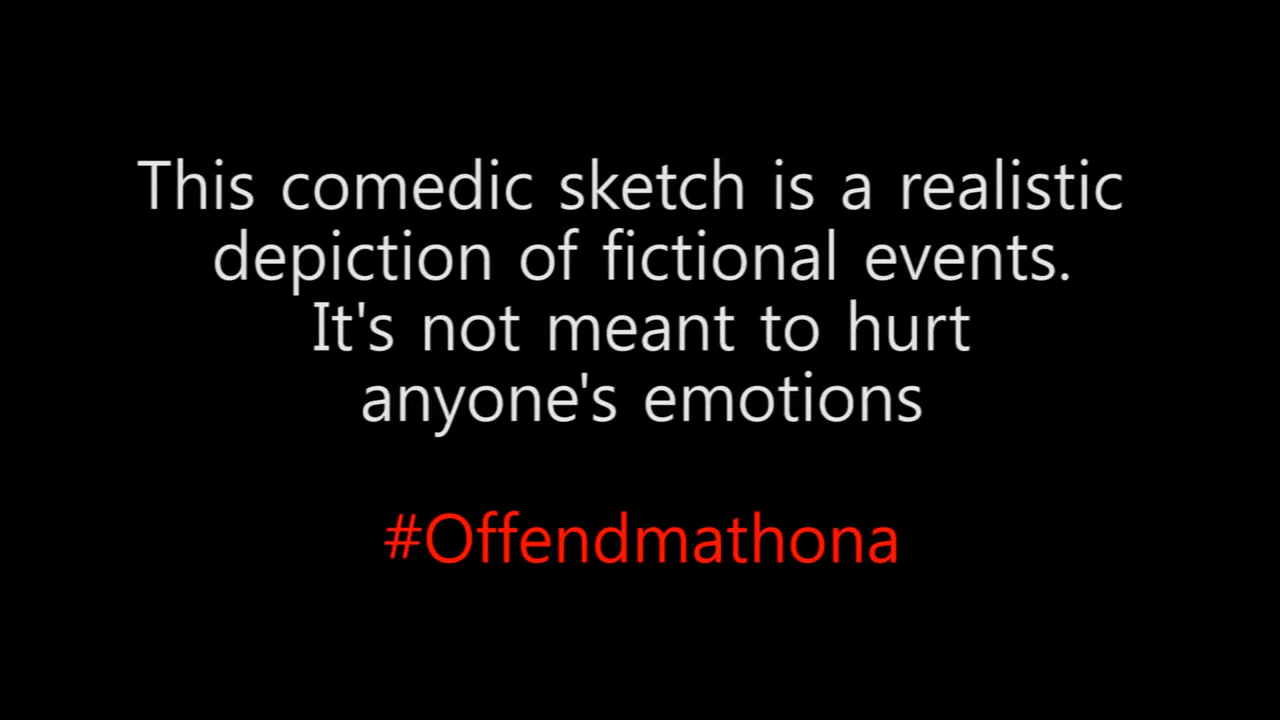 This comedic sketch is a realistic
depiction of fictional events.
It's not meant to hurt
anyone's emotions
#Offendmathona